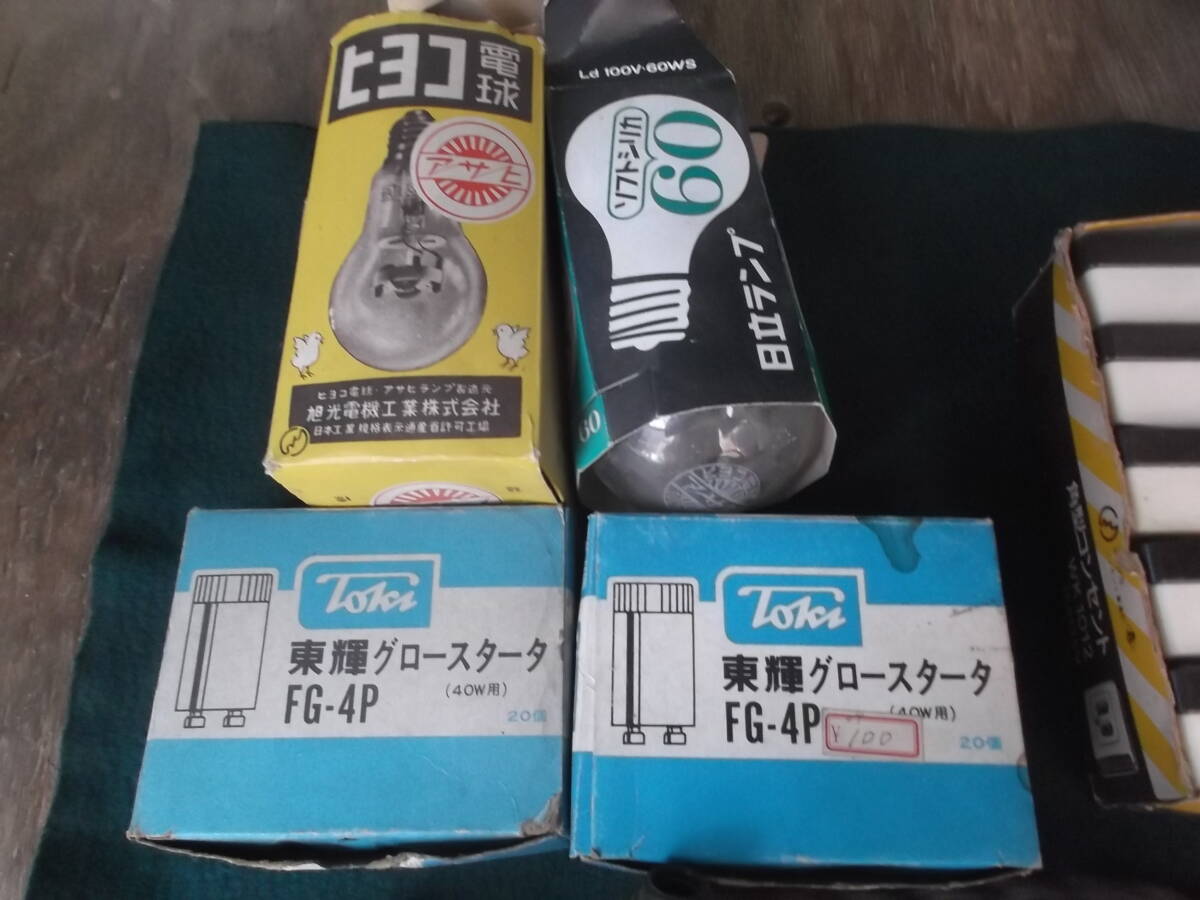 ヒヨコ電球
アサヒ
ヒヨコ電球・アサヒランプ製造元
旭光電機工業株式会社
日本工業規格表示通産省許可工場
Ld 100V·60WS
ソフトシリカ
60
日立ランプ
60
Toki
東輝グロースタータ
FG-4P
(40W用)
20個
Toki
東輝グロースタータ
FG-4P
(40W用)
¥100
20個
コンセント